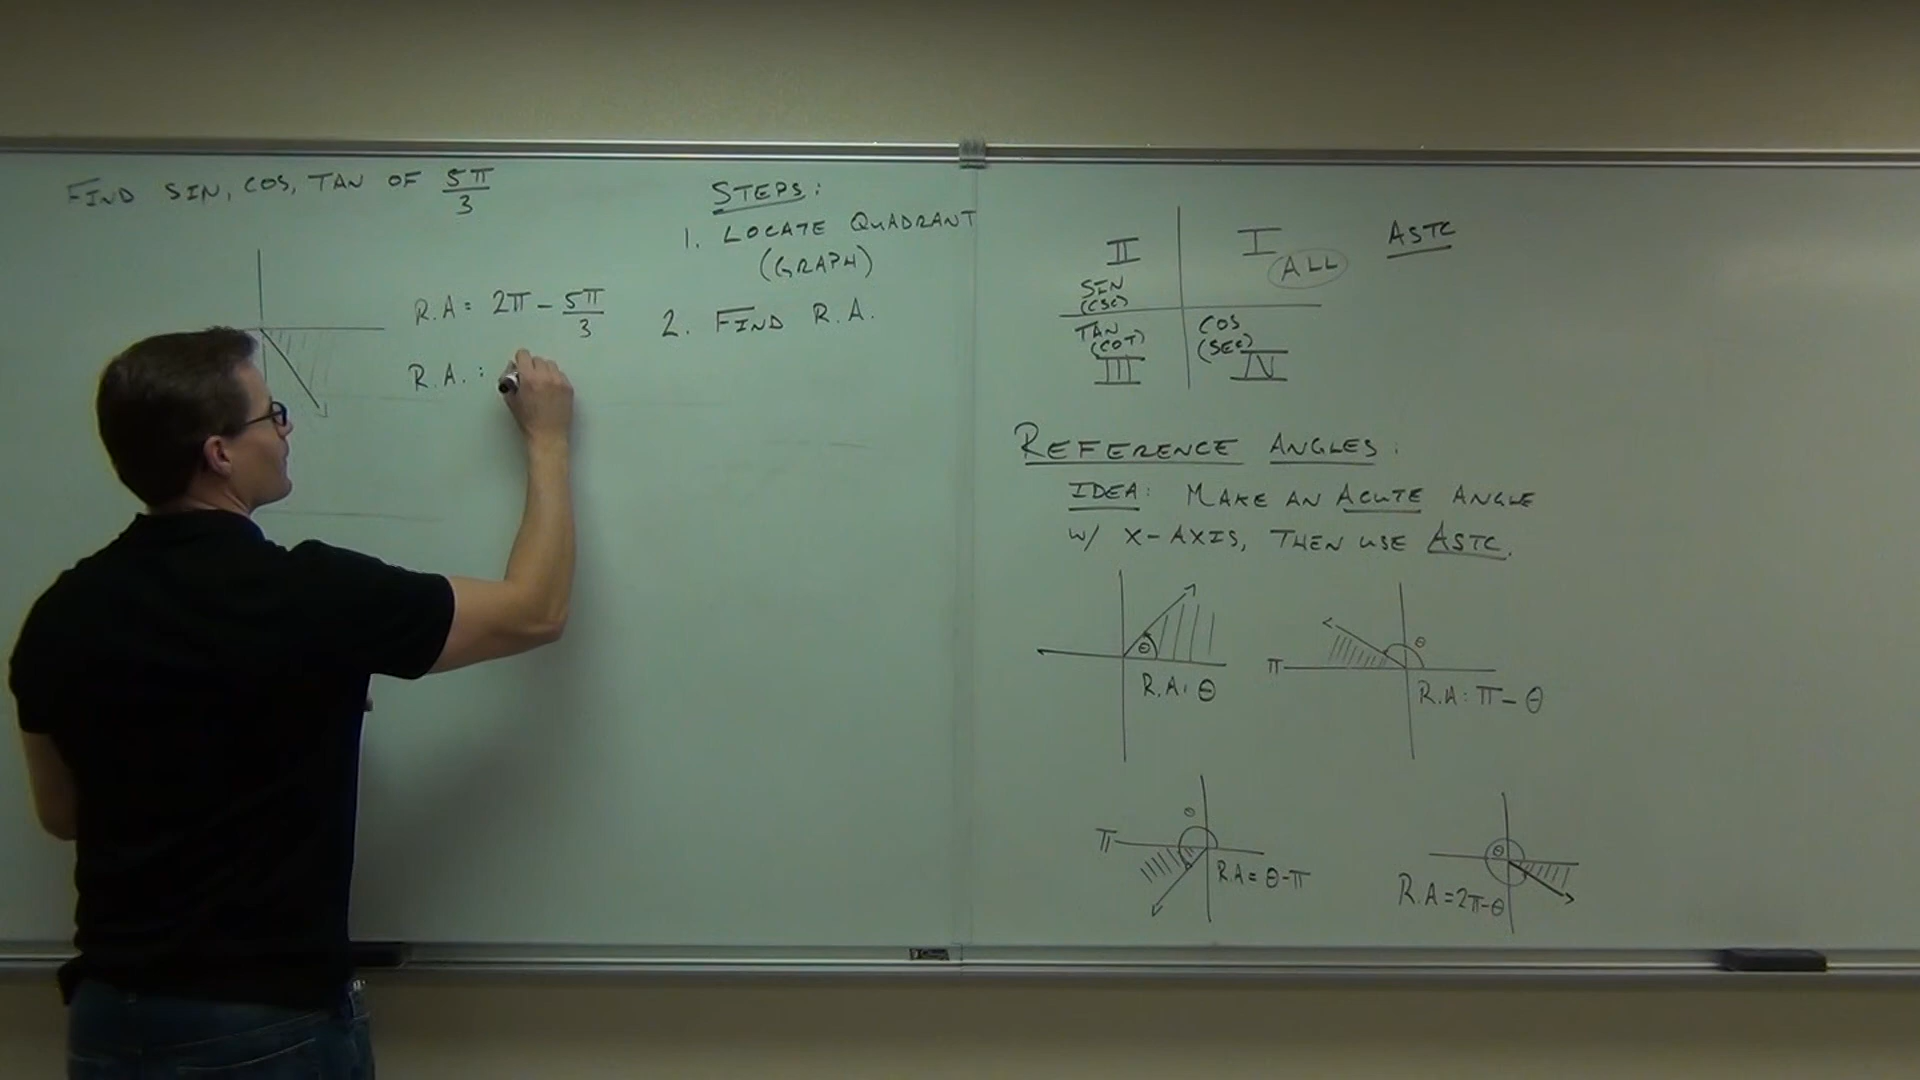 FIND SIN, COS, TAN OF 5π/3
R.A = 2π - 5π/3
R.A. :
STEPS:
1. LOCATE QUADRANT
(GRAPH)
2. FIND R.A.
II
I
ALL
ASTC
SIN
(CSC)
TAN
(COT)
III
COS
(SEC)
IV
REFERENCE ANGLES:
IDEA: MAKE AN ACUTE ANGLE
W/ X-AXIS, THEN USE ASTC.
θ
R.A: θ
θ
π
R.A: π - θ
θ
π
R.A = θ-π
θ
R.A = 2π-θ